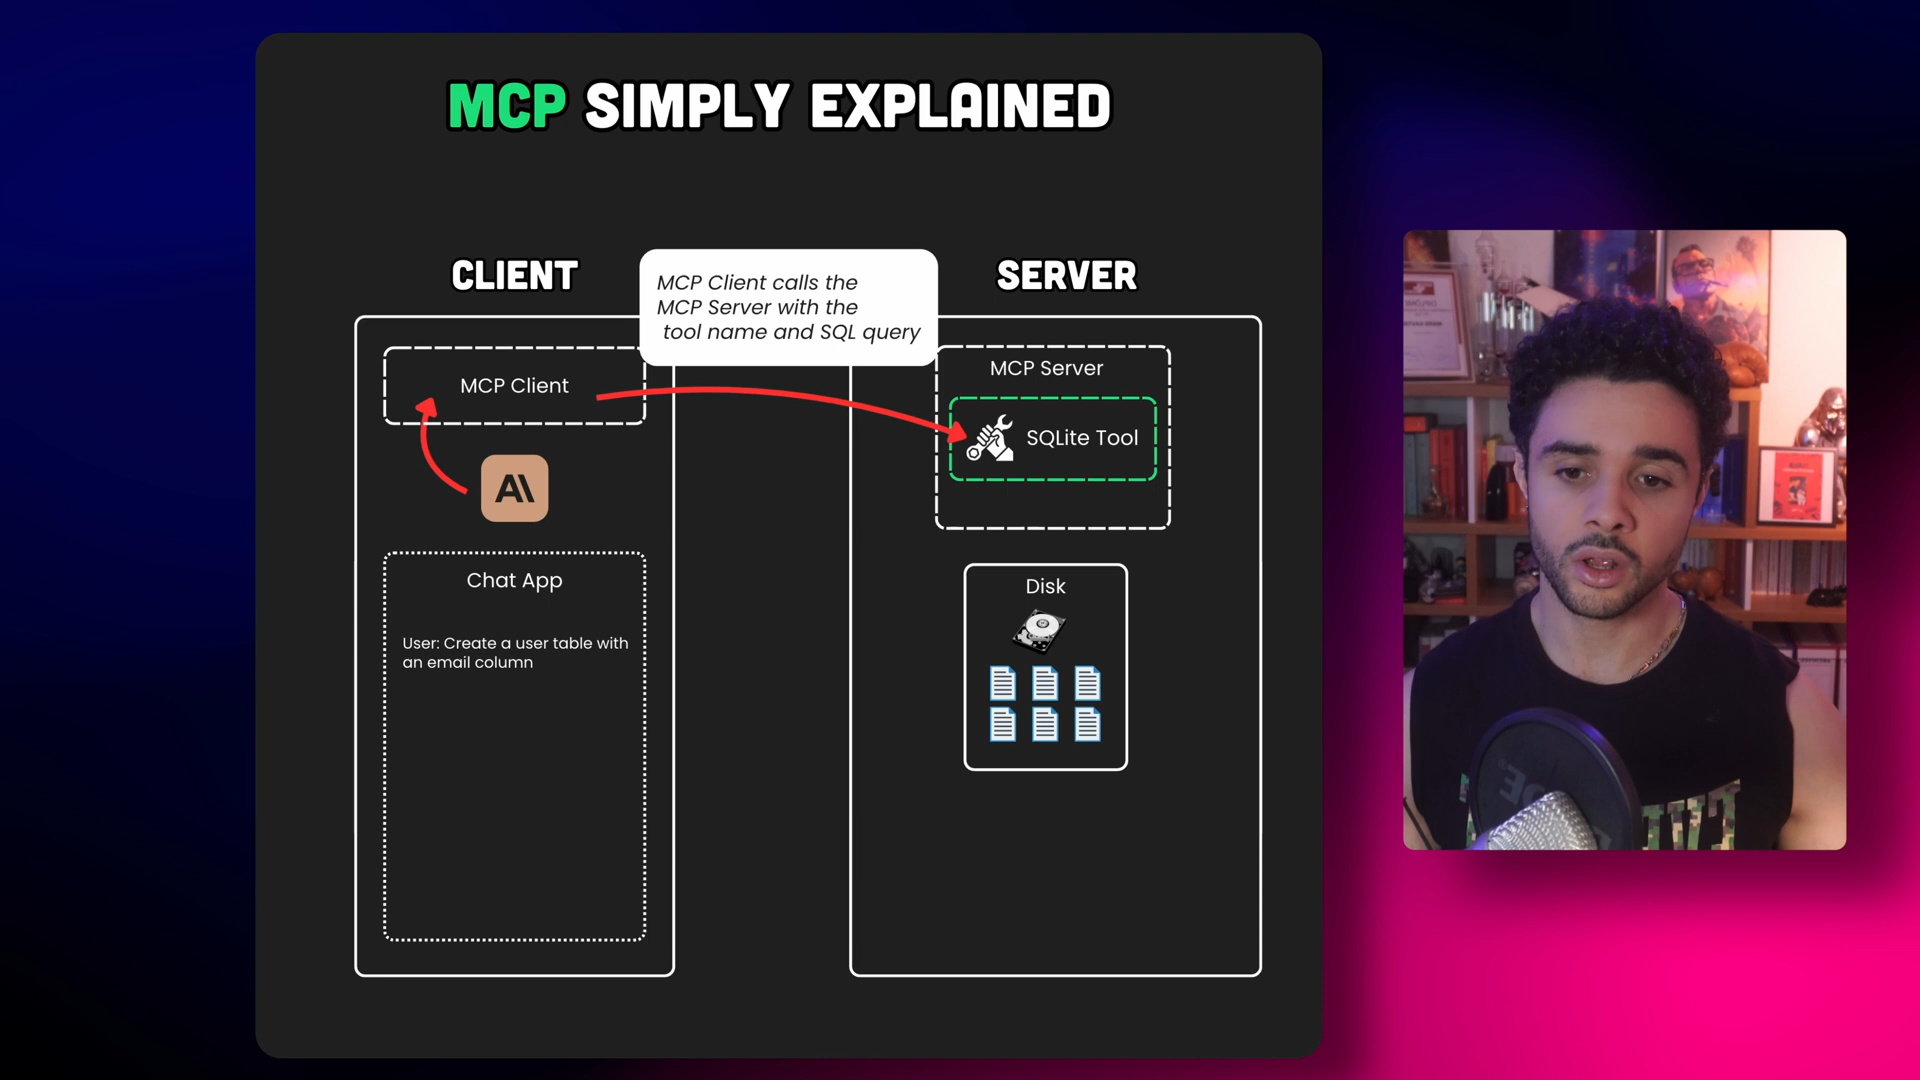 MCP SIMPLY EXPLAINED
CLIENT
MCP Client calls the
MCP Server with the
tool name and SQL query
SERVER
MCP Client
MCP Server
SQLite Tool
A\
Chat App
User: Create a user table with
an email column
Disk